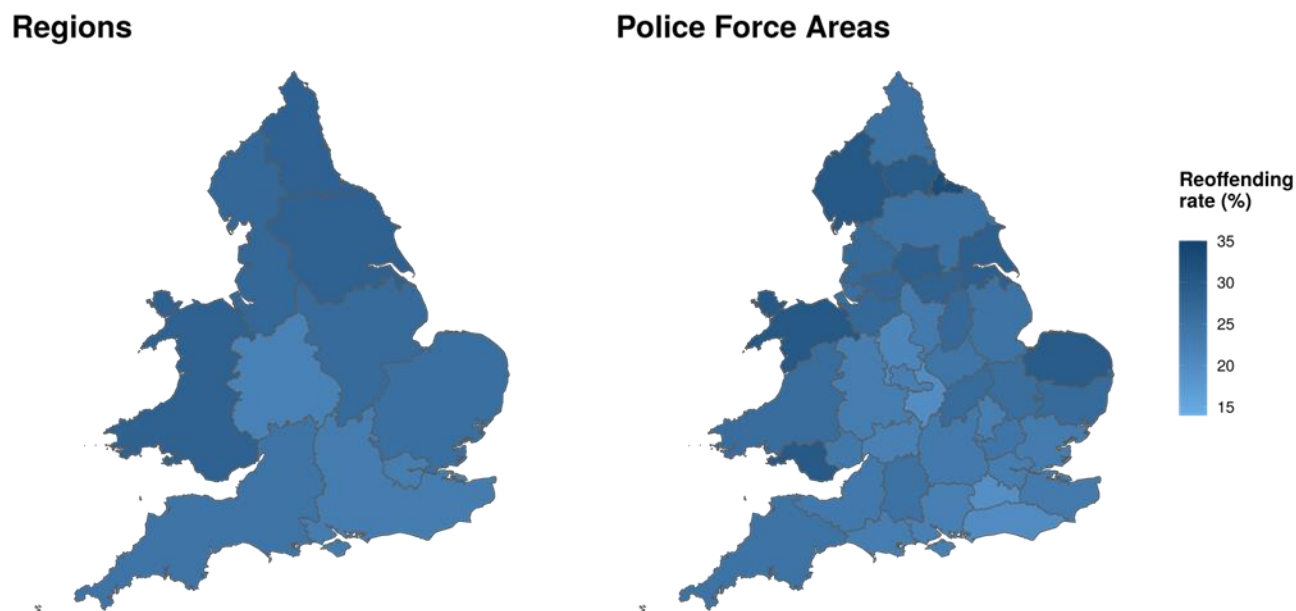 Regions
Police Force Areas
Reoffending
rate (%)
35
30
25
20
15